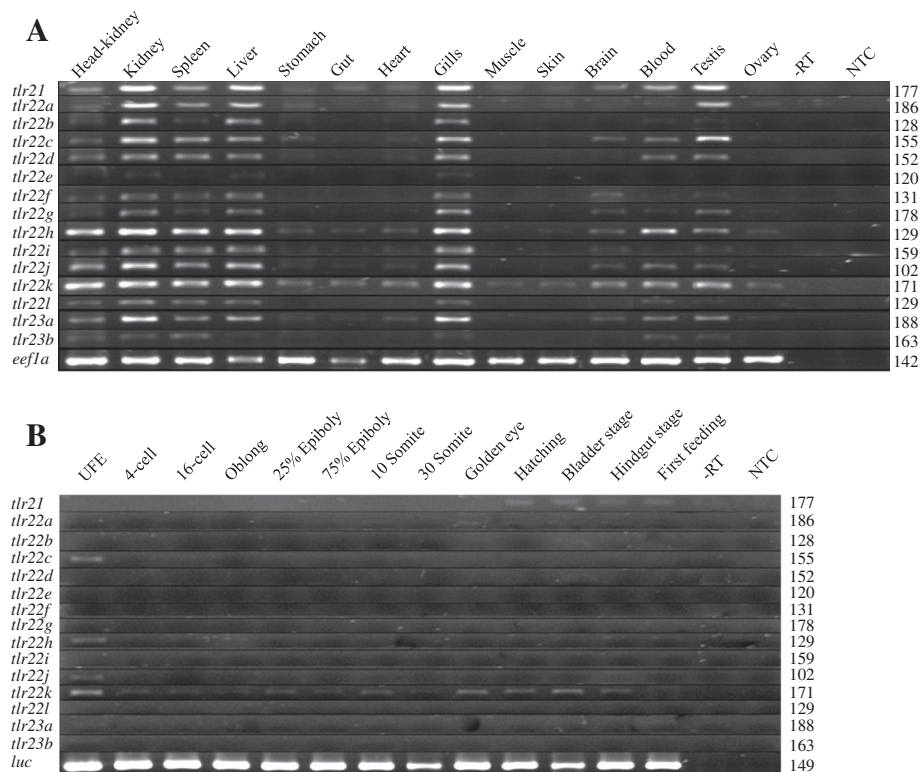 A
Head-kidney Kidney Spleen Liver Stomach Gut Heart Gills Muscle Skin Brain Blood Testis Ovary -RT NTC
tlr21 177
tlr22a 186
tlr22b 128
tlr22c 155
tlr22d 152
tlr22e 120
tlr22f 131
tlr22g 178
tlr22h 129
tlr22i 159
tlr22j 102
tlr22k 171
tlr22l 129
tlr23a 188
tlr23b 163
eef1a 142
B
UFE 4-cell 16-cell Oblong 25% Epiboly 75% Epiboly 10 Somite 30 Somite Golden eye Hatching Bladder stage Hindgut stage First feeding -RT NTC
tlr21 177
tlr22a 186
tlr22b 128
tlr22c 155
tlr22d 152
tlr22e 120
tlr22f 131
tlr22g 178
tlr22h 129
tlr22i 159
tlr22j 102
tlr22k 171
tlr22l 129
tlr23a 188
tlr23b 163
luc 149